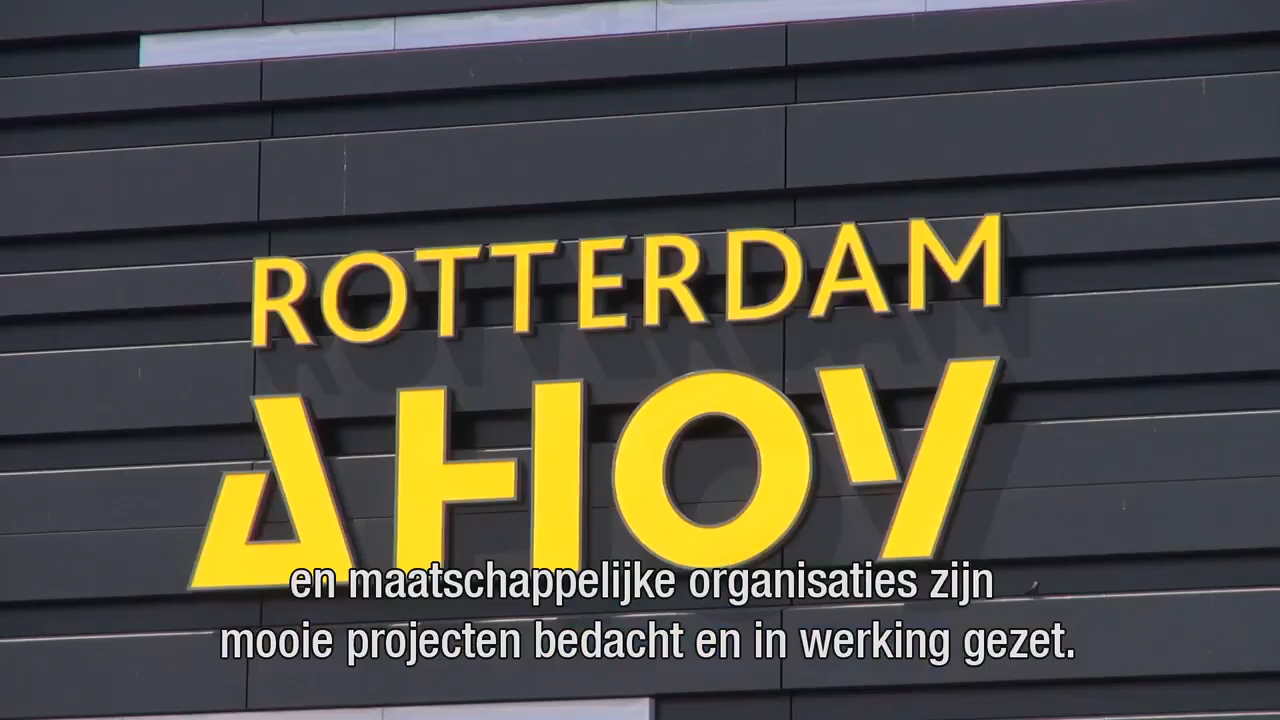 ROTTERDAM
AHOY
en maatschappelijke organisaties zijn
mooie projecten bedacht en in werking gezet.